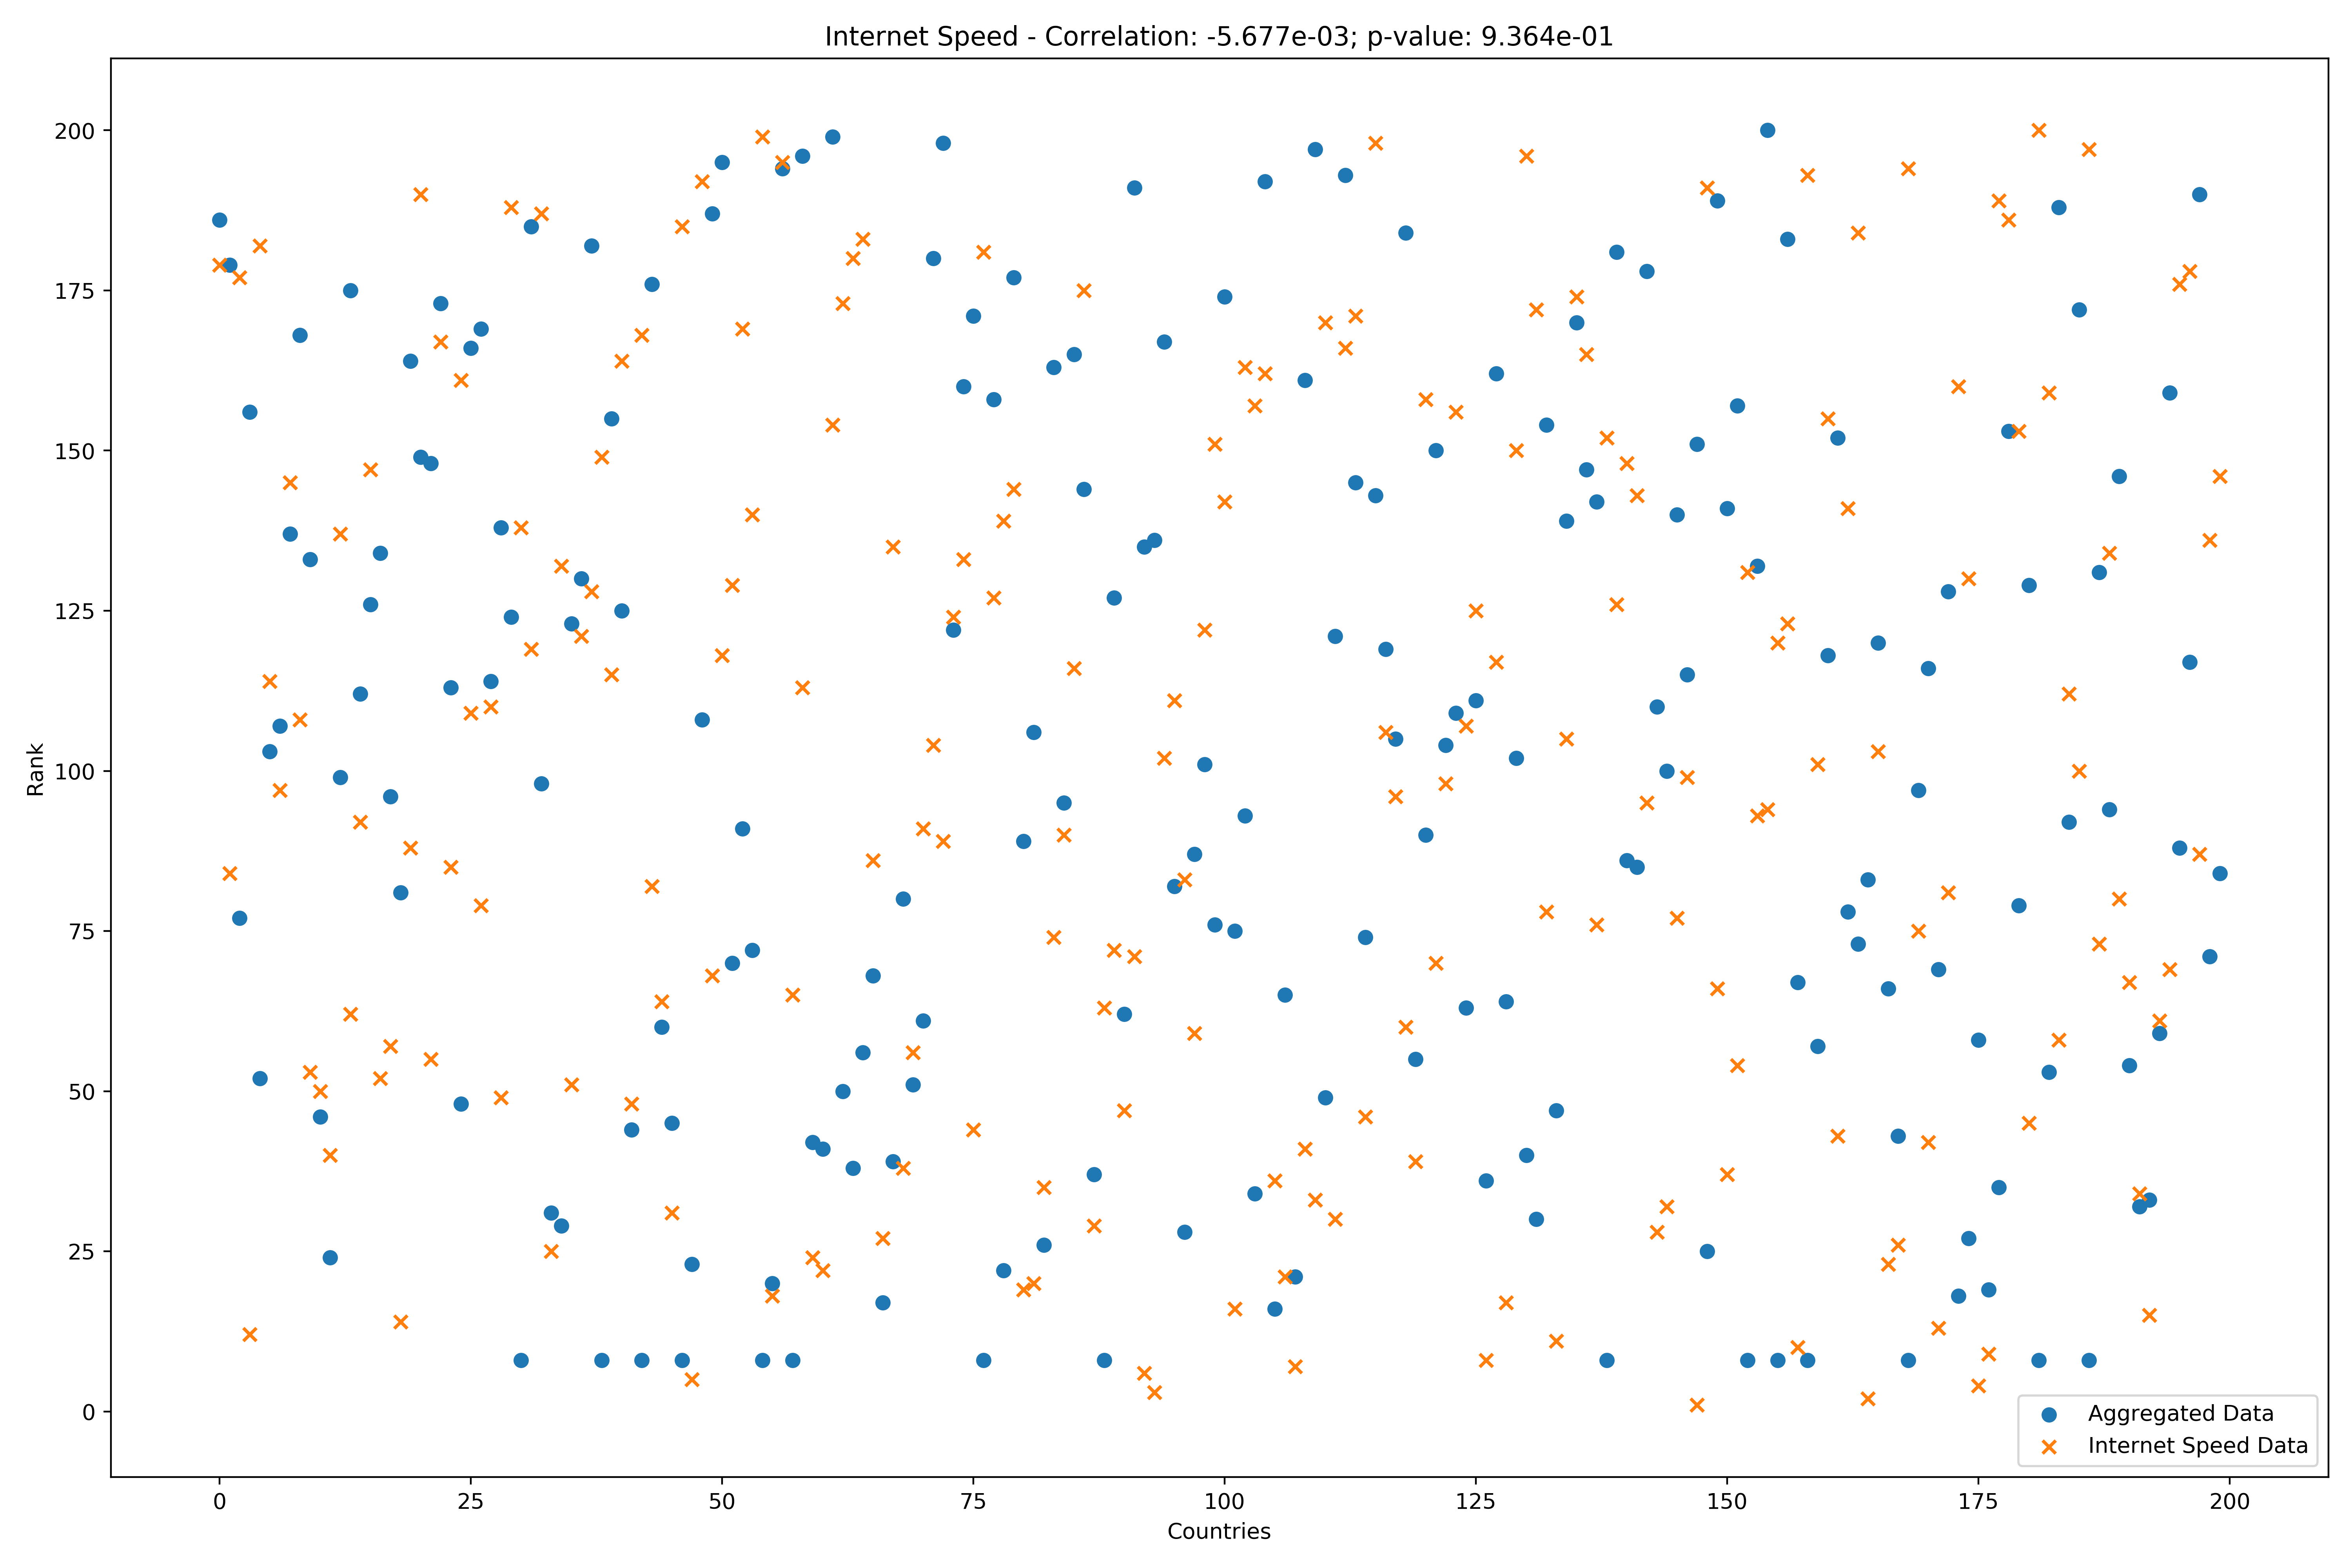 Internet Speed - Correlation: -5.677e-03; p-value: 9.364e-01
200
175
150
125
100
75
50
25
0
Rank
0 25 50 75 100 125 150 175 200
Countries
Aggregated Data
Internet Speed Data